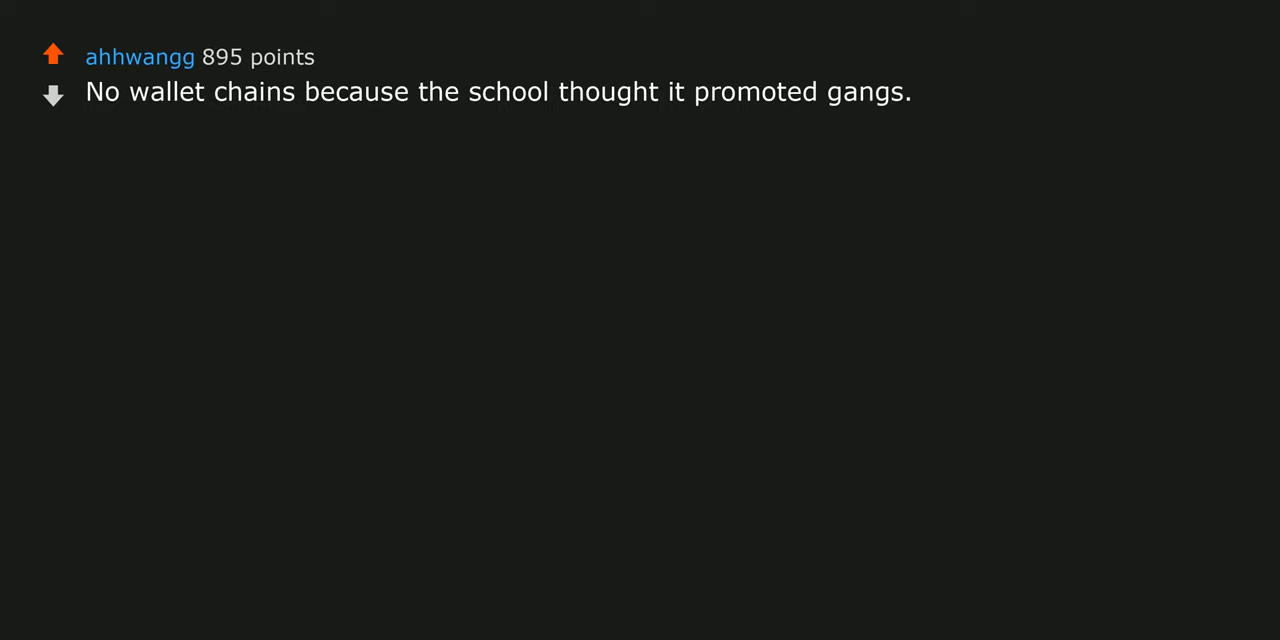 ahhwangg 895 points
No wallet chains because the school thought it promoted gangs.